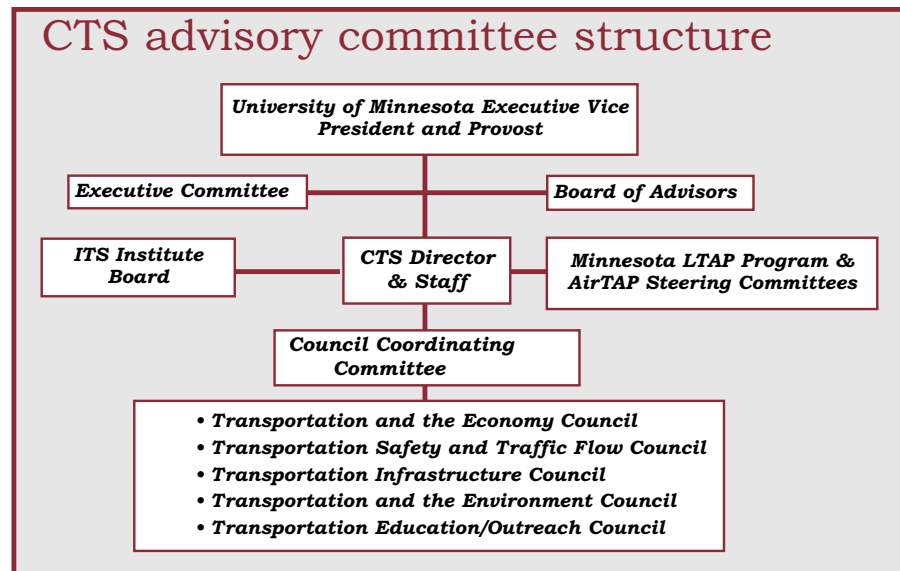 CTS advisory committee structure
University of Minnesota Executive Vice
President and Provost
Executive Committee
Board of Advisors
ITS Institute
Board
CTS Director
& Staff
Minnesota LTAP Program &
AirTAP Steering Committees
Council Coordinating
Committee
• Transportation and the Economy Council
• Transportation Safety and Traffic Flow Council
• Transportation Infrastructure Council
• Transportation and the Environment Council
• Transportation Education/Outreach Council